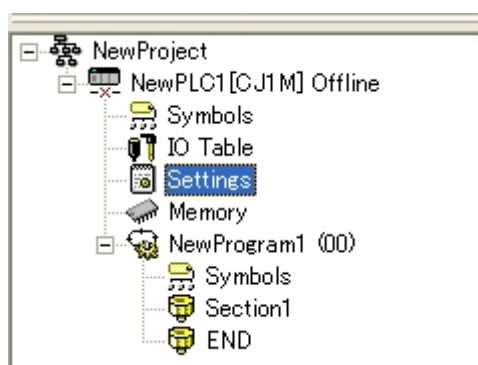 NewProject
NewPLC1[CJ1M] Offline
Symbols
IO Table
Settings
Memory
NewProgram1 (00)
Symbols
Section1
END